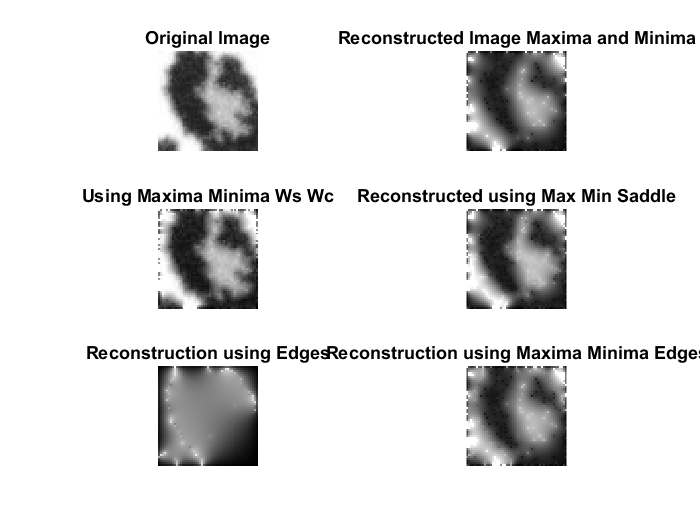 Original Image
Reconstructed Image Maxima and Minima
Using Maxima Minima Ws Wc
Reconstructed using Max Min Saddle
Reconstruction using Edges
Reconstruction using Maxima Minima Edges